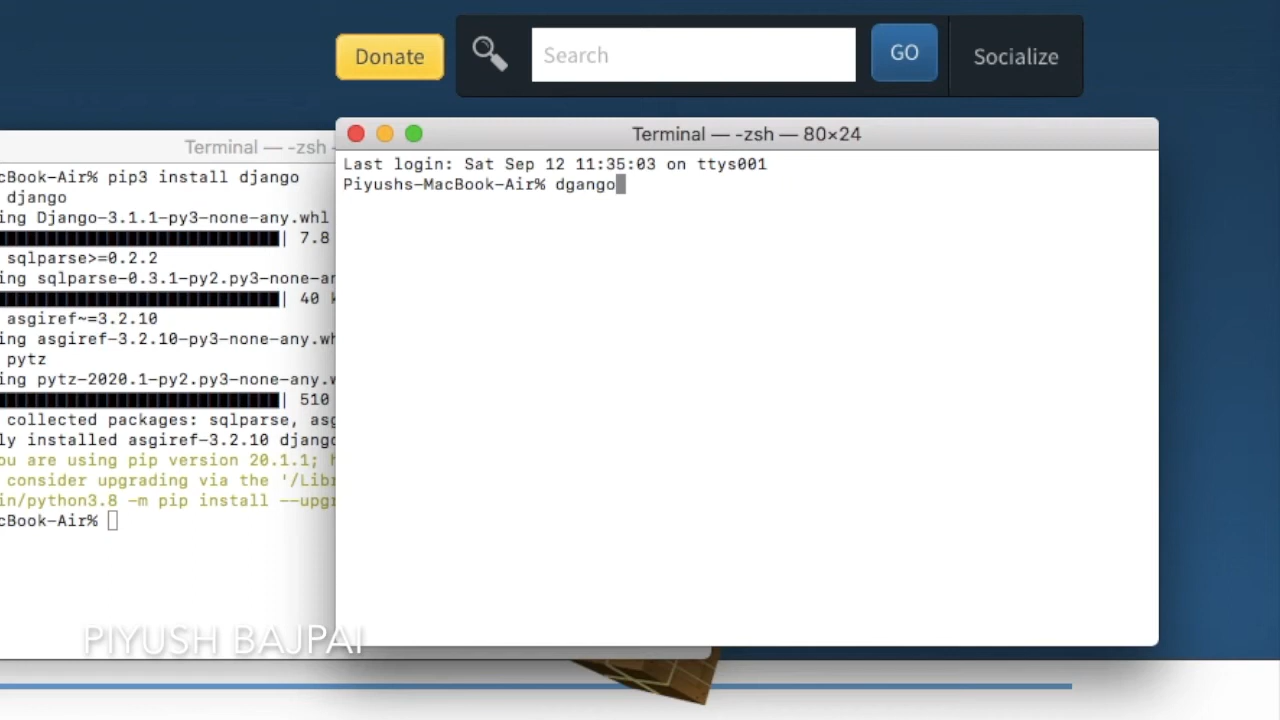 Donate
Search
GO
Socialize
Terminal — -zsh -
cBook-Air% pip3 install django
django
ing Django-3.1.1-py3-none-any.whl
| 7.8
sqlparse>=0.2.2
ing sqlparse-0.3.1-py2.py3-none-an
| 40 k
asgiref~=3.2.10
ing asgiref-3.2.10-py3-none-any.wh
pytz
ing pytz-2020.1-py2.py3-none-any.w
| 510
collected packages: sqlparse, asg
ly installed asgiref-3.2.10 django
ou are using pip version 20.1.1; h
consider upgrading via the '/Libr
in/python3.8 -m pip install --upgr
cBook-Air%
Terminal — -zsh — 80×24
Last login: Sat Sep 12 11:35:03 on ttys001
Piyushs-MacBook-Air% dgango
PIYUSH BAJPAI